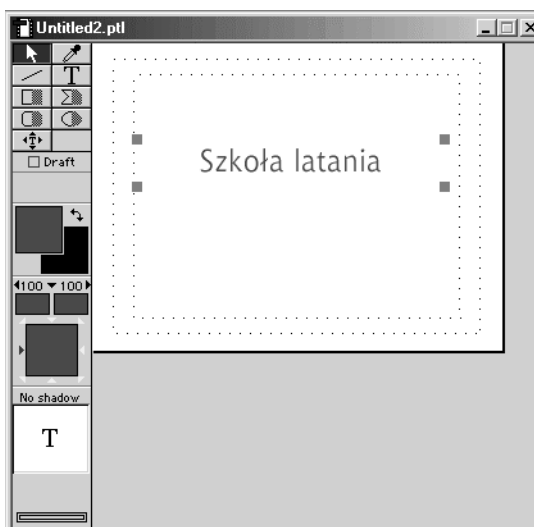 Untitled2.ptl
T
T
Draft
Szkoła latania
100 100
No shadow
T